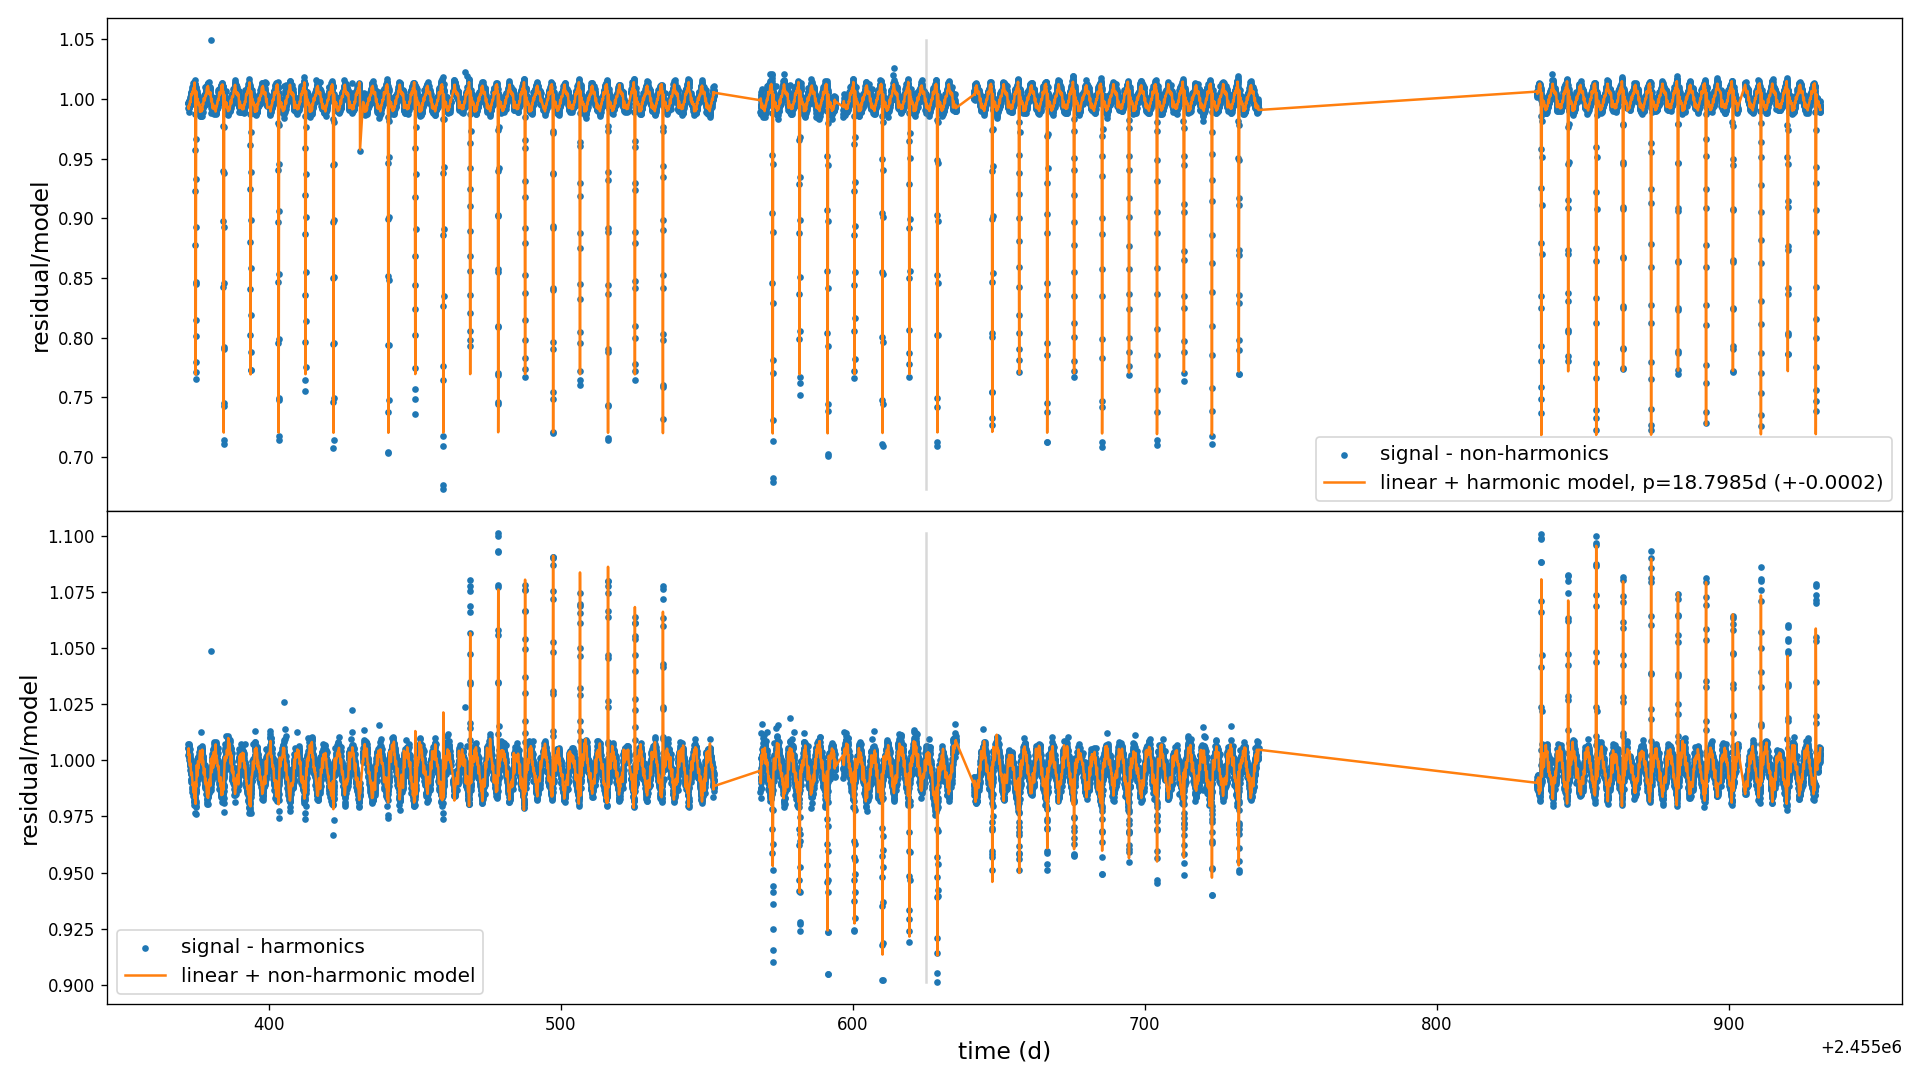 1.05
1.00
0.95
0.90
0.85
0.80
0.75
0.70
residual/model
signal - non-harmonics
linear + harmonic model, p=18.7985d (+-0.0002)
1.100
1.075
1.050
1.025
1.000
0.975
0.950
0.925
0.900
residual/model
signal - harmonics
linear + non-harmonic model
400 500 600 700 800 900
time (d)
+2.455e6